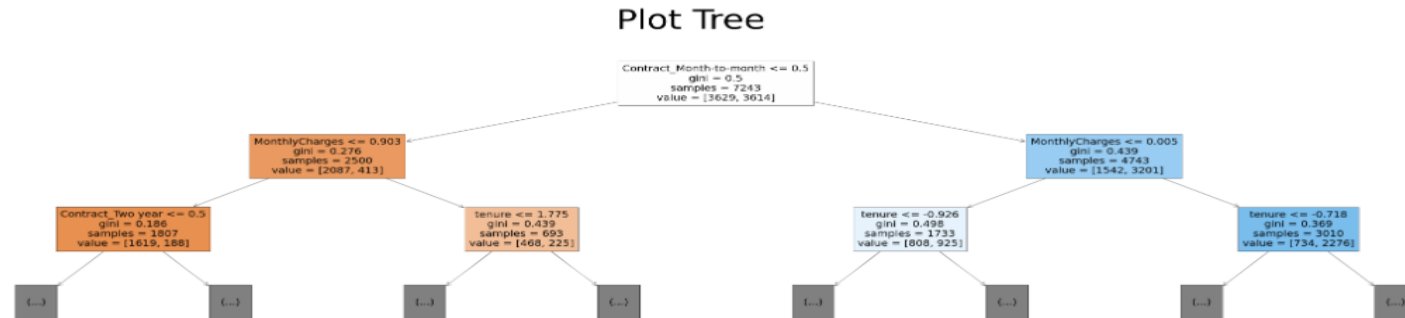 Plot Tree
Contract_Month-to-month <= 0.5
gini = 0.5
samples = 7243
value = [3629, 3614]
MonthlyCharges <= 0.903
gini = 0.276
samples = 2500
value = [2087, 413]
MonthlyCharges <= 0.005
gini = 0.439
samples = 4743
value = [1542, 3201]
Contract_Two year <= 0.5
gini = 0.186
samples = 1807
value = [1619, 188]
tenure <= 1.775
gini = 0.439
samples = 693
value = [468, 225]
tenure <= -0.926
gini = 0.498
samples = 1733
value = [808, 925]
tenure <= -0.718
gini = 0.369
samples = 3010
value = [734, 2276]
(...)
(...)
(...)
(...)
(...)
(...)
(...)
(...)